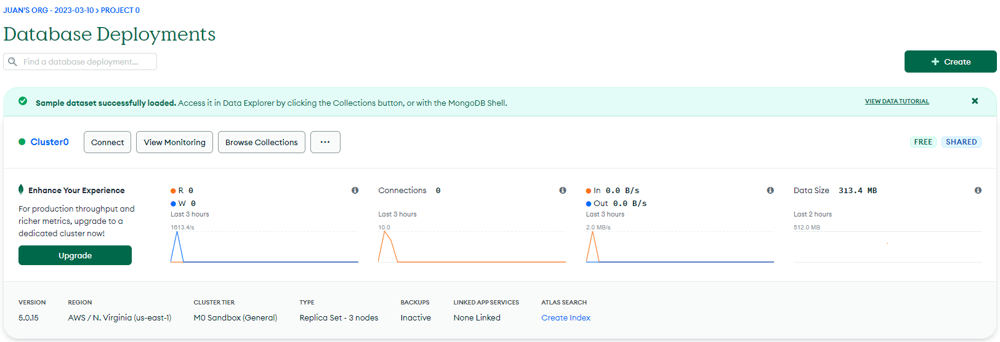 JUAN'S ORG - 2023-03-10 > PROJECT 0
Database Deployments
Find a database deployment...
+ Create
Sample dataset successfully loaded. Access it in Data Explorer by clicking the Collections button, or with the MongoDB Shell.
VIEW DATA TUTORIAL
Cluster0
Connect
View Monitoring
Browse Collections
...
FREE
SHARED
Enhance Your Experience
For production throughput and
richer metrics, upgrade to a
dedicated cluster now!
Upgrade
R 0
W 0
Last 3 hours
1613.4/s
Connections 0
Last 3 hours
10.0
In 0.0 B/s
Out 0.0 B/s
Last 3 hours
2.0 MB/s
Data Size 313.4 MB
Last 2 hours
512.0 MB
VERSION
5.0.15
REGION
AWS / N. Virginia (us-east-1)
CLUSTER TIER
M0 Sandbox (General)
TYPE
Replica Set - 3 nodes
BACKUPS
Inactive
LINKED APP SERVICES
None Linked
ATLAS SEARCH
Create Index